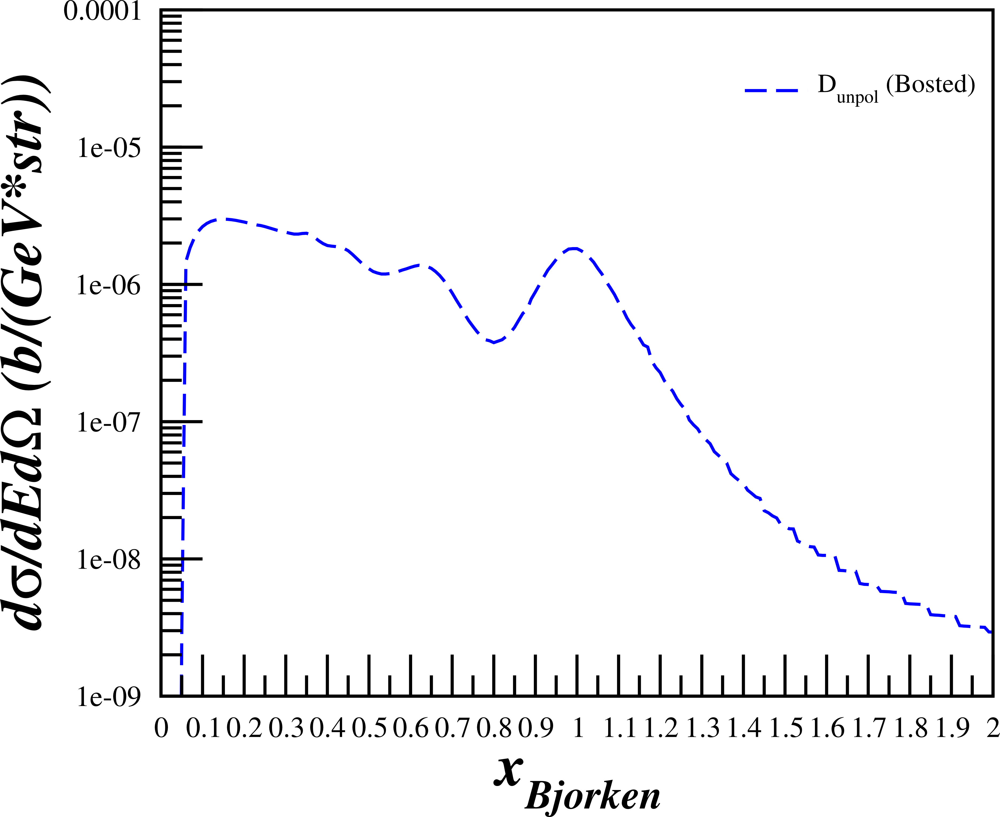 0.0001
1e-05
1e-06
1e-07
1e-08
1e-09
dσ/dEdΩ (b/(GeV*str))
D_unpol (Bosted)
0 0.1 0.2 0.3 0.4 0.5 0.6 0.7 0.8 0.9 1 1.1 1.2 1.3 1.4 1.5 1.6 1.7 1.8 1.9 2
x_Bjorken